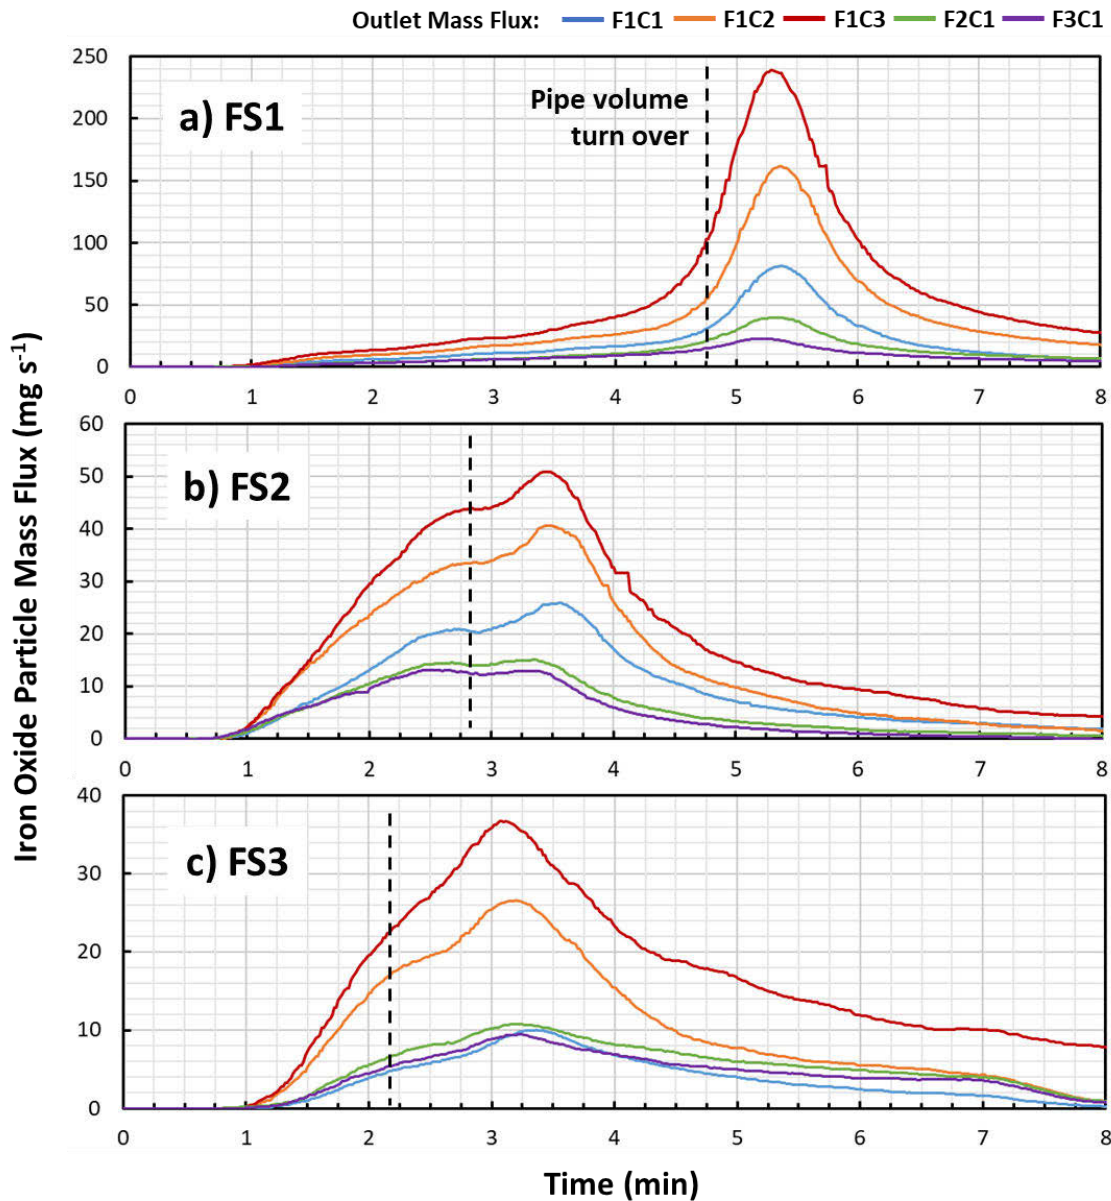 Outlet Mass Flux: F1C1 F1C2 F1C3 F2C1 F3C1
Iron Oxide Particle Mass Flux (mg s⁻¹)
250
200
150
100
50
0
a) FS1
Pipe volume
turn over
0 1 2 3 4 5 6 7 8
60
50
40
30
20
10
0
b) FS2
0 1 2 3 4 5 6 7 8
40
30
20
10
0
c) FS3
0 1 2 3 4 5 6 7 8
Time (min)